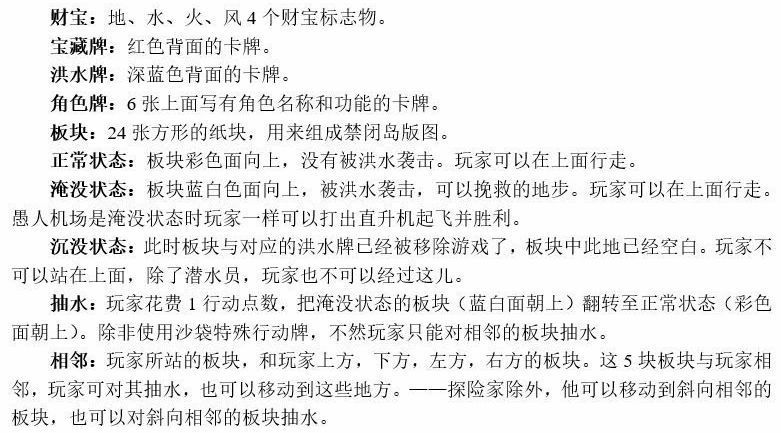 财宝：地、水、火、风 4 个财宝标志物。
宝藏牌：红色背面的卡牌。
洪水牌：深蓝色背面的卡牌。
角色牌：6 张上面写有角色名称和功能的卡牌。
板块：24 张方形的纸块，用来组成禁闭岛版图。
正常状态：板块彩色面向上，没有被洪水袭击。玩家可以在上面行走。
淹没状态：板块蓝白色面向上，被洪水袭击，可以挽救的地步。玩家可以在上面行走。
愚人机场是淹没状态时玩家一样可以打出直升机起飞并胜利。
沉没状态：此时板块与对应的洪水牌已经被移除游戏了，板块中此地已经空白。玩家不
可以站在上面，除了潜水员，玩家也不可以经过这儿。
抽水：玩家花费 1 行动点数，把淹没状态的板块（蓝白面朝上）翻转至正常状态（彩色
面朝上）。除非使用沙袋特殊行动牌，不然玩家只能对相邻的板块抽水。
相邻：玩家所站的板块，和玩家上方，下方，左方，右方的板块。这 5 块板块与玩家相
邻，玩家可对其抽水，也可以移动到这些地方。——探险家除外，他可以移动到斜向相邻的
板块，也可以对斜向相邻的板块抽水。